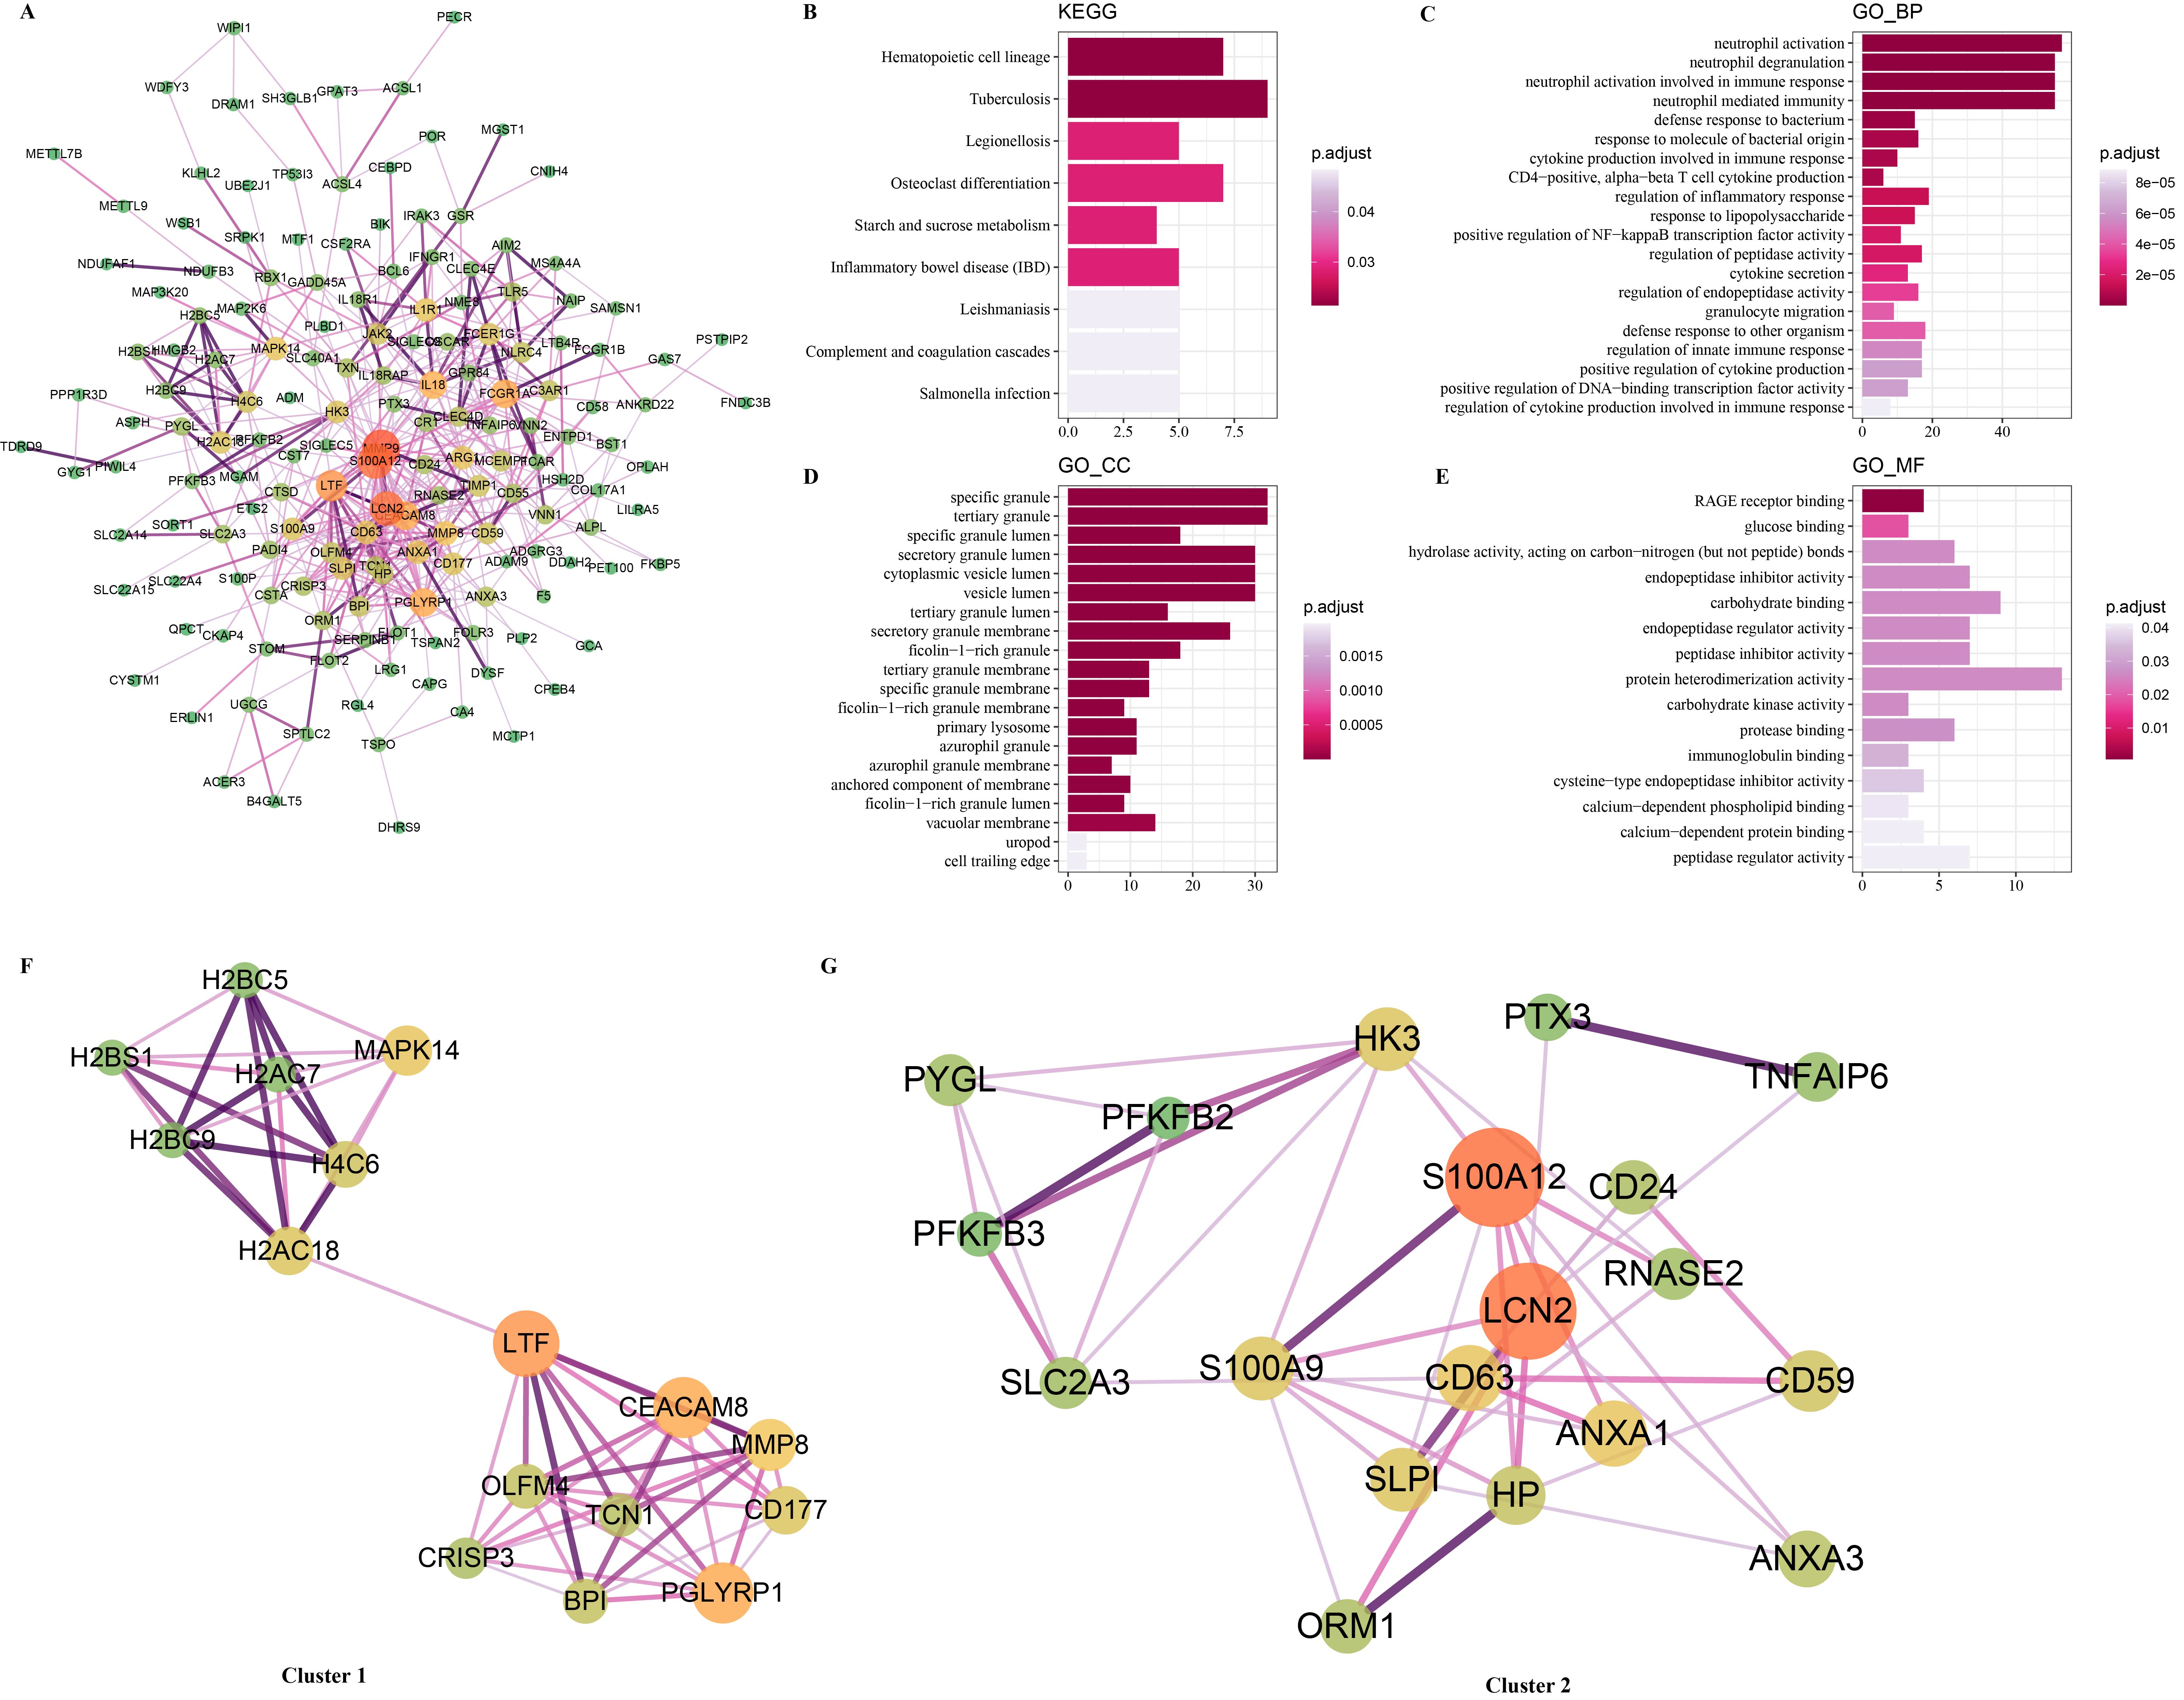 A
PECR
WIPI1
WDFY3
DRAM1
SH3GLB1
GPAT3
ACSL1
MGST1
POR
METTL7B
CEBPD
CNIH4
KLHL2
UBE2J1
TP53I3
ACSL4
METTL9
WSB1
BIK
IRAK3
GSR
SRPK1
MTF1
CSF2RA
AIM2
NDUFAF1
NDUFB3
RBX1
GADD45A
BCL6
IFNGR1
CLEC4E
MS4A4A
MAP3K20
MAP2K6
IL18R1
IL1R1
NME8
TLR5
NAIP
SAMSN1
H2BC5
PLBD1
JAK2
FCER1G
PSTPIP2
H2BS1
HMGB2
H2AC7
MAPK14
SLC40A1
NLRC4
LTB4R
FCGR1B
GAS7
TXN
IL18RAP
GPR84
PPP1R3D
H2BC9
H4C6
ADM
HK3
PTX3
IL18
FCGR1A
C3AR1
CD58
ANKRD22
FNDC3B
ASPH
PYGL
CR1
CLEC4D
TNFAIP6
VNN2
TDRD9
GYG1
PIWIL4
H2AC18
PFKFB2
SIGLEC5
MMP9
ENTPD1
BST1
CST7
S100A12
CD24
ARG1
MCEMP1
FCAR
OPLAH
PFKFB3
MGAM
LTF
TIMP1
HSH2D
CTSD
RNASE2
CD55
COL17A1
ETS2
LCN2
CEACAM8
VNN1
LILRA5
SORT1
SLC2A14
SLC2A3
S100A9
CD63
MMP8
CD59
ALPL
PADI4
OLFM4
ANXA1
ADGRG3
SLC22A4
S100P
SLPI
TCN1
HP
CD177
ADAM9
DDAH2
PET100
FKBP5
SLC22A15
CSTA
CRISP3
BPI
PGLYRP1
ANXA3
F5
QPCT
CKAP4
ORM1
SERPINB1
FLOT1
TSPAN2
FOLR3
PLP2
GCA
STOM
FLOT2
LRG1
CAPG
DYSF
CPEB4
CYSTM1
UGCG
RGL4
CA4
ERLIN1
SPTLC2
TSPO
MCTP1
ACER3
B4GALT5
DHRS9
B
KEGG
Hematopoietic cell lineage
Tuberculosis
Legionellosis
Osteoclast differentiation
Starch and sucrose metabolism
Inflammatory bowel disease (IBD)
Leishmaniasis
Complement and coagulation cascades
Salmonella infection
0.0 2.5 5.0 7.5
p.adjust
0.04
0.03
C
GO_BP
neutrophil activation
neutrophil degranulation
neutrophil activation involved in immune response
neutrophil mediated immunity
defense response to bacterium
response to molecule of bacterial origin
cytokine production involved in immune response
CD4−positive, alpha−beta T cell cytokine production
regulation of inflammatory response
response to lipopolysaccharide
positive regulation of NF−kappaB transcription factor activity
regulation of peptidase activity
cytokine secretion
regulation of endopeptidase activity
granulocyte migration
defense response to other organism
regulation of innate immune response
positive regulation of cytokine production
positive regulation of DNA−binding transcription factor activity
regulation of cytokine production involved in immune response
0 20 40
p.adjust
8e−05
6e−05
4e−05
2e−05
D
GO_CC
specific granule
tertiary granule
specific granule lumen
secretory granule lumen
cytoplasmic vesicle lumen
vesicle lumen
tertiary granule lumen
secretory granule membrane
ficolin−1−rich granule
tertiary granule membrane
specific granule membrane
ficolin−1−rich granule membrane
primary lysosome
azurophil granule
azurophil granule membrane
anchored component of membrane
ficolin−1−rich granule lumen
vacuolar membrane
uropod
cell trailing edge
0 10 20 30
p.adjust
0.0015
0.0010
0.0005
E
GO_MF
RAGE receptor binding
glucose binding
hydrolase activity, acting on carbon−nitrogen (but not peptide) bonds
endopeptidase inhibitor activity
carbohydrate binding
endopeptidase regulator activity
peptidase inhibitor activity
protein heterodimerization activity
carbohydrate kinase activity
protease binding
immunoglobulin binding
cysteine−type endopeptidase inhibitor activity
calcium−dependent phospholipid binding
calcium−dependent protein binding
peptidase regulator activity
0 5 10
p.adjust
0.04
0.03
0.02
0.01
F
H2BC5
H2BS1
MAPK14
H2AC7
H2BC9
H4C6
H2AC18
LTF
CEACAM8
MMP8
OLFM4
TCN1
CD177
CRISP3
BPI
PGLYRP1
Cluster 1
G
PTX3
HK3
PYGL
TNFAIP6
PFKFB2
S100A12
CD24
PFKFB3
RNASE2
LCN2
S100A9
SLC2A3
CD63
CD59
ANXA1
SLPI
HP
ANXA3
ORM1
Cluster 2